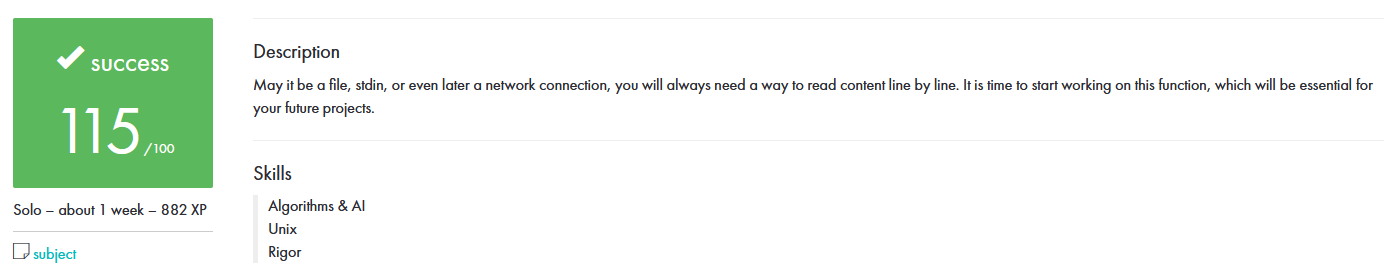 success
115/100
Solo – about 1 week – 882 XP
subject
Description
May it be a file, stdin, or even later a network connection, you will always need a way to read content line by line. It is time to start working on this function, which will be essential for
your future projects.
Skills
Algorithms & AI
Unix
Rigor